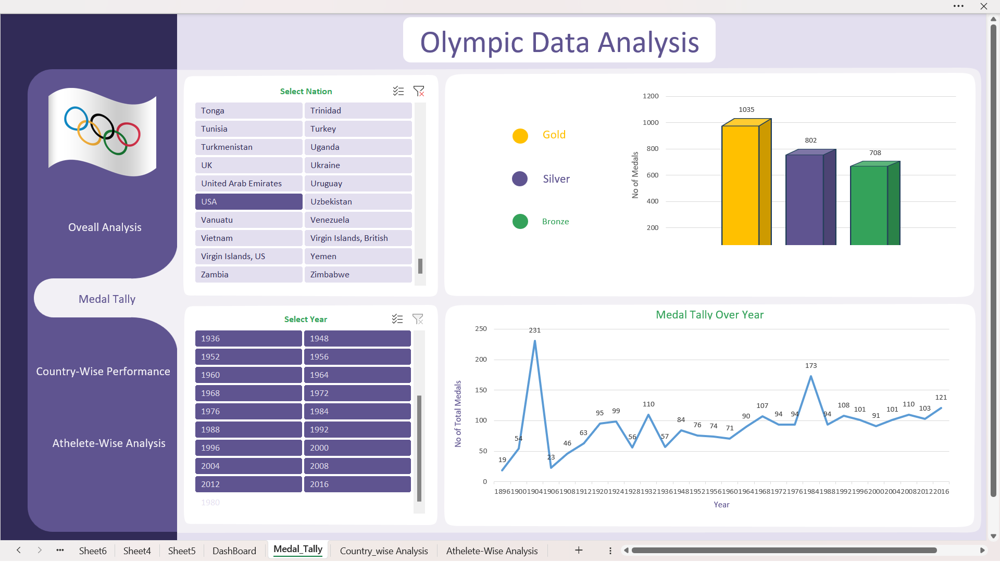 Olympic Data Analysis
Oveall Analysis
Medal Tally
Country-Wise Performance
Athelete-Wise Analysis
Select Nation
Tonga Trinidad
Tunisia Turkey
Turkmenistan Uganda
UK Ukraine
United Arab Emirates Uruguay
USA Uzbekistan
Vanuatu Venezuela
Vietnam Virgin Islands, British
Virgin Islands, US Yemen
Zambia Zimbabwe
Gold
Silver
Bronze
No of Medals
1200
1000
800
600
400
200
1035
802
708
Select Year
1936 1948
1952 1956
1960 1964
1968 1972
1976 1984
1988 1992
1996 2000
2004 2008
2012 2016
1980
Medal Tally Over Year
No of Total Medals
250
200
150
100
50
0
19 54 231 23 46 63 95 99 56 110 57 84 76 74 71 90 107 94 94 173 94 108 101 91 101 110 103 121
1896 1900 1904 1906 1908 1912 1920 1924 1928 1932 1936 1948 1952 1956 1960 1964 1968 1972 1976 1984 1988 1992 1996 2000 2004 2008 2012 2016
Year
Sheet6 Sheet4 Sheet5 DashBoard Medal_Tally Country_wise Analysis Athelete-Wise Analysis